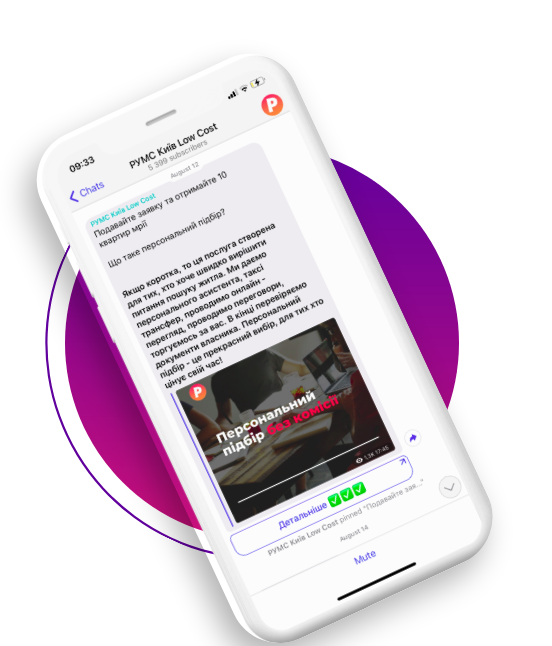 09:33
Chats
РУМС Київ Low Cost
5 399 subscribers
P
August 12
РУМС Київ Low Cost
Подавайте заявку та отримайте 10
квартир мрії
Що таке персональний підбір?
Якщо коротка, то ця послуга створена
для тих, хто хоче швидко вирішити
питання пошуку житла. Ми даємо
персонального асистента, таксі
трансфер, проводимо онлайн -
перегляд, проводимо переговори,
торгуємось за вас. В кінці перевіряємо
документи власника. Персональний
підбір - це прекрасний вибір, для тих хто
цінує свій час!
P
Персональний
підбір без комісії
1,3K 17:45
Детальніше ✅✅✅
РУМС Київ Low Cost pinned "Подавайте зая..."
August 14
Mute